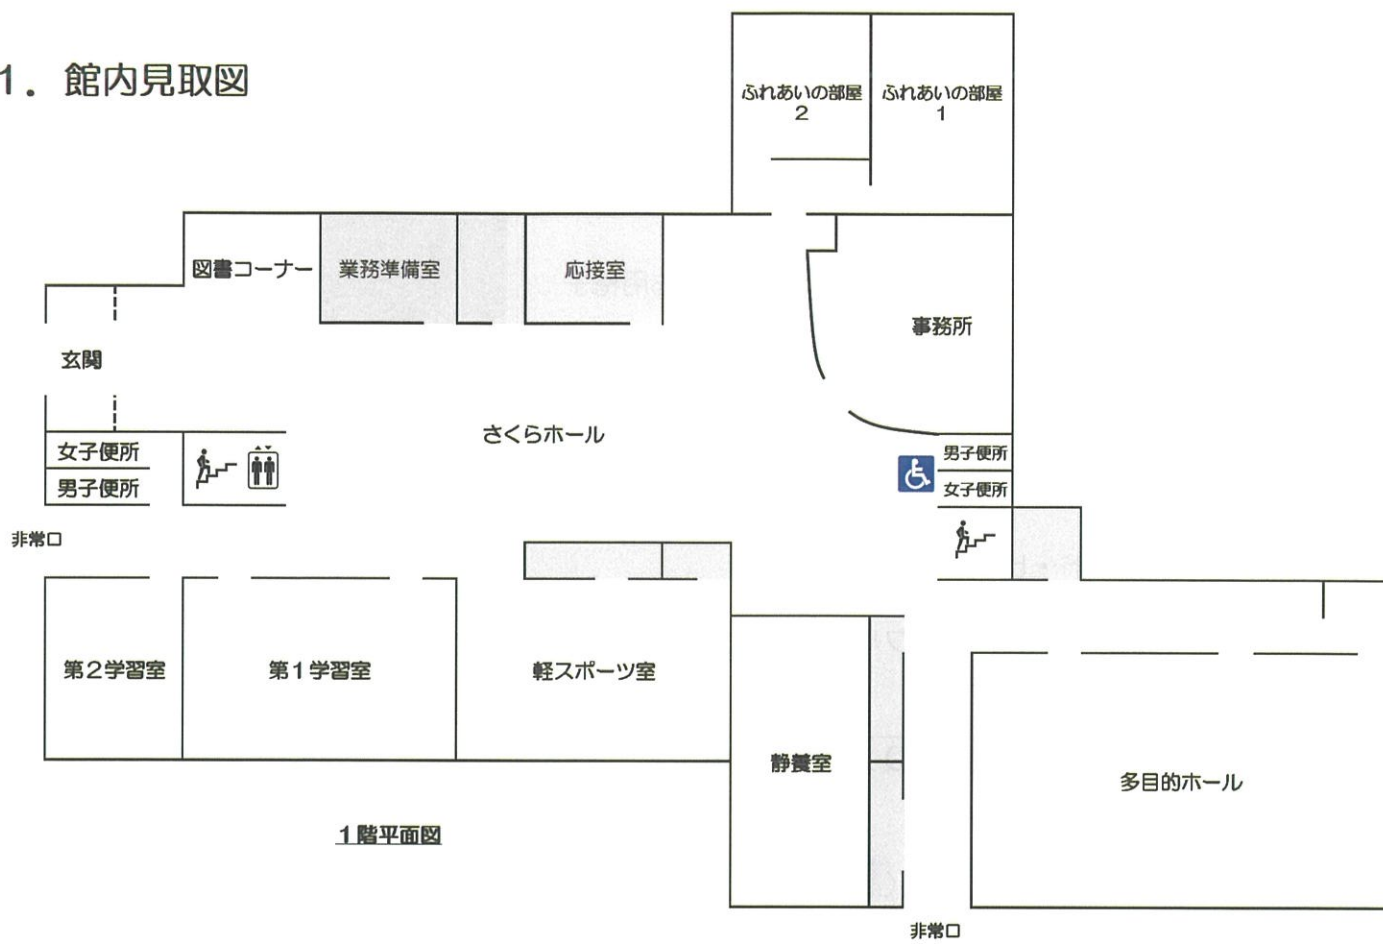 1．館内見取図
ふれあいの部屋
2
ふれあいの部屋
1
図書コーナー
業務準備室
応接室
事務所
玄関
さくらホール
女子便所
男子便所
男子便所
女子便所
非常口
第2学習室
第1学習室
軽スポーツ室
静養室
多目的ホール
1階平面図
非常口